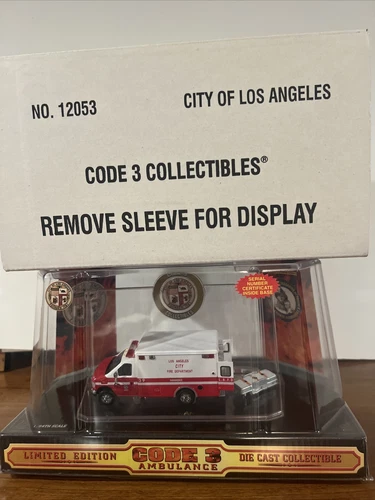 NO. 12053
CITY OF LOS ANGELES
CODE 3 COLLECTIBLES®
REMOVE SLEEVE FOR DISPLAY
SERIAL
NUMBER
CERTIFICATE
INSIDE BASE
LOS ANGELES
CITY
FIRE DEPARTMENT
LIMITED EDITION
CODE 3
AMBULANCE
DIE CAST COLLECTIBLE